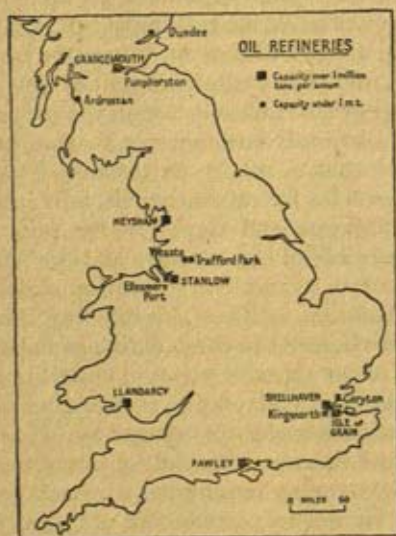 Dundee
OIL REFINERIES
GRANGEMOUTH
Capacity over 1 million
tons per annum
Pumpherston
Ardrossan
Capacity under 1 m.t.
HEYSHAM
Weaste
Trafford Park
Ellesmere
Port
STANLOW
LLANDARCY
SHELLHAVEN
Coryton
Kingsnorth
ISLE of
GRAIN
FAWLEY
0 MILES 50